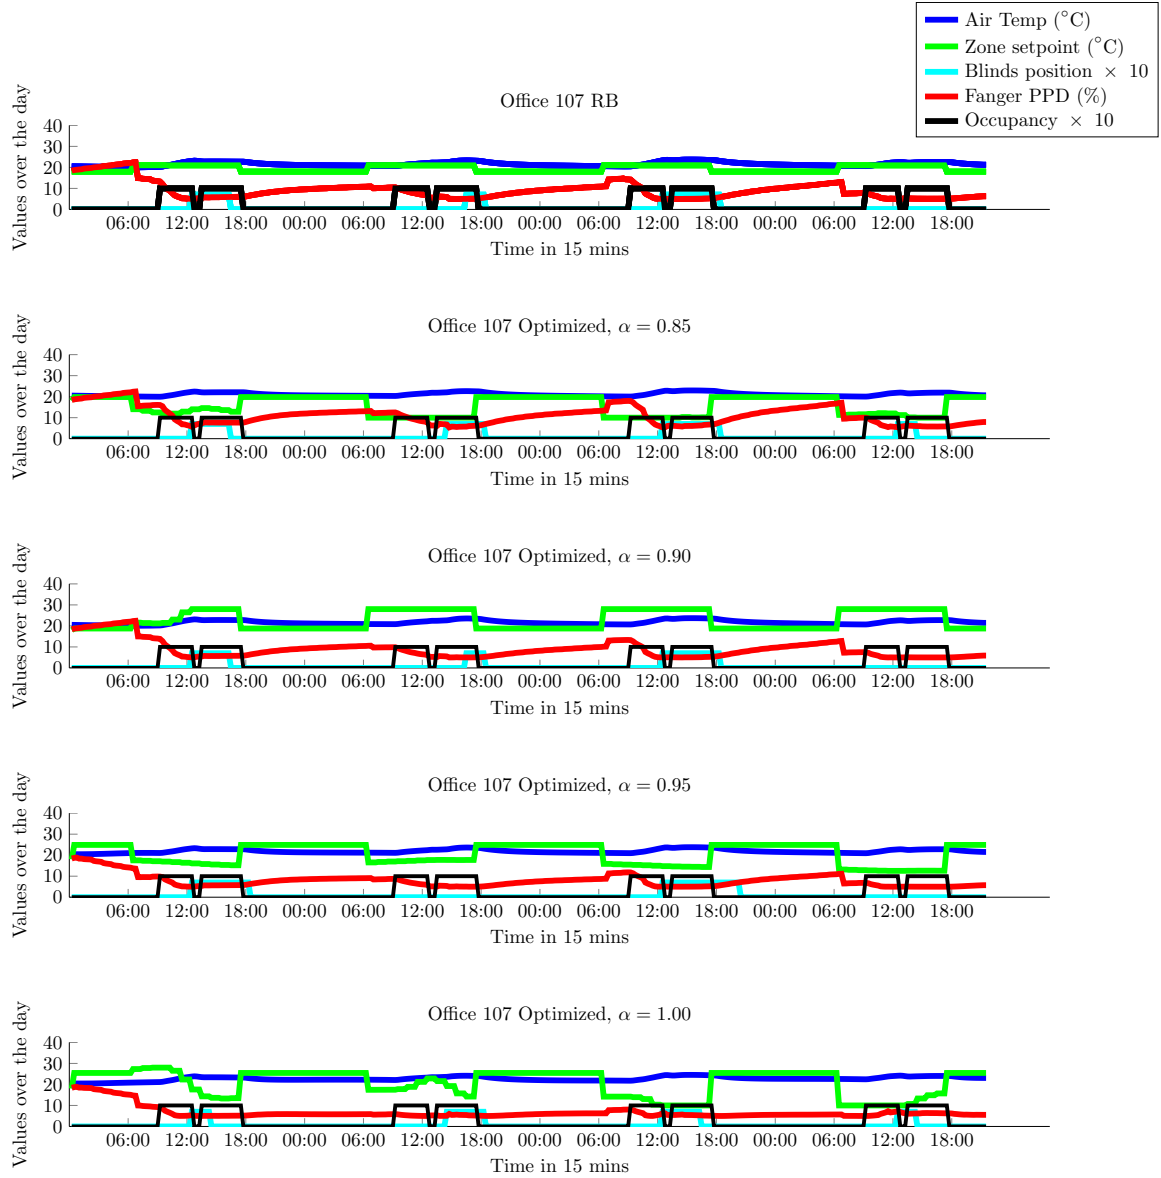 Air Temp (°C)
Zone setpoint (°C)
Blinds position × 10
Fanger PPD (%)
Occupancy × 10
Office 107 RB
Values over the day
40
30
20
10
0
06:00 12:00 18:00 00:00 06:00 12:00 18:00 00:00 06:00 12:00 18:00 00:00 06:00 12:00 18:00
Time in 15 mins
Office 107 Optimized, α = 0.85
Values over the day
40
30
20
10
0
06:00 12:00 18:00 00:00 06:00 12:00 18:00 00:00 06:00 12:00 18:00 00:00 06:00 12:00 18:00
Time in 15 mins
Office 107 Optimized, α = 0.90
Values over the day
40
30
20
10
0
06:00 12:00 18:00 00:00 06:00 12:00 18:00 00:00 06:00 12:00 18:00 00:00 06:00 12:00 18:00
Time in 15 mins
Office 107 Optimized, α = 0.95
Values over the day
40
30
20
10
0
06:00 12:00 18:00 00:00 06:00 12:00 18:00 00:00 06:00 12:00 18:00 00:00 06:00 12:00 18:00
Time in 15 mins
Office 107 Optimized, α = 1.00
Values over the day
40
30
20
10
0
06:00 12:00 18:00 00:00 06:00 12:00 18:00 00:00 06:00 12:00 18:00 00:00 06:00 12:00 18:00
Time in 15 mins